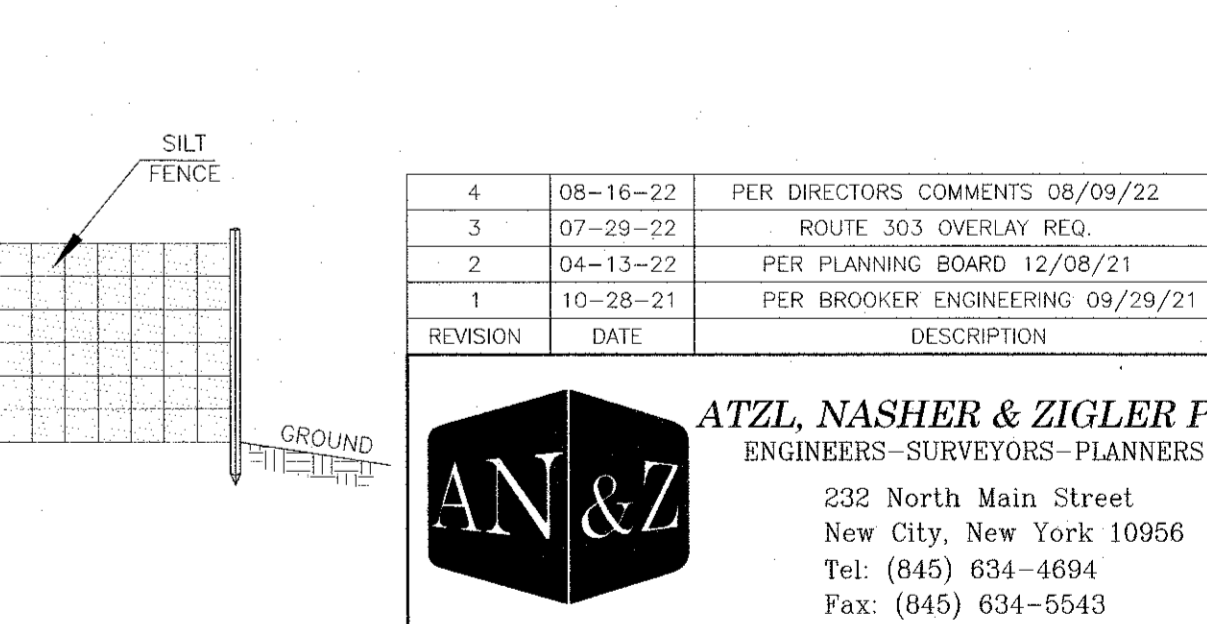 SILT
FENCE
GROUND
4 08-16-22 PER DIRECTORS COMMENTS 08/09/22
3 07-29-22 ROUTE 303 OVERLAY REQ.
2 04-13-22 PER PLANNING BOARD 12/08/21
1 10-28-21 PER BROOKER ENGINEERING 09/29/21
REVISION DATE DESCRIPTION
AN&Z
ATZL, NASHER & ZIGLER P
ENGINEERS-SURVEYORS-PLANNERS
232 North Main Street
New City, New York 10956
Tel: (845) 634-4694
Fax: (845) 634-5543